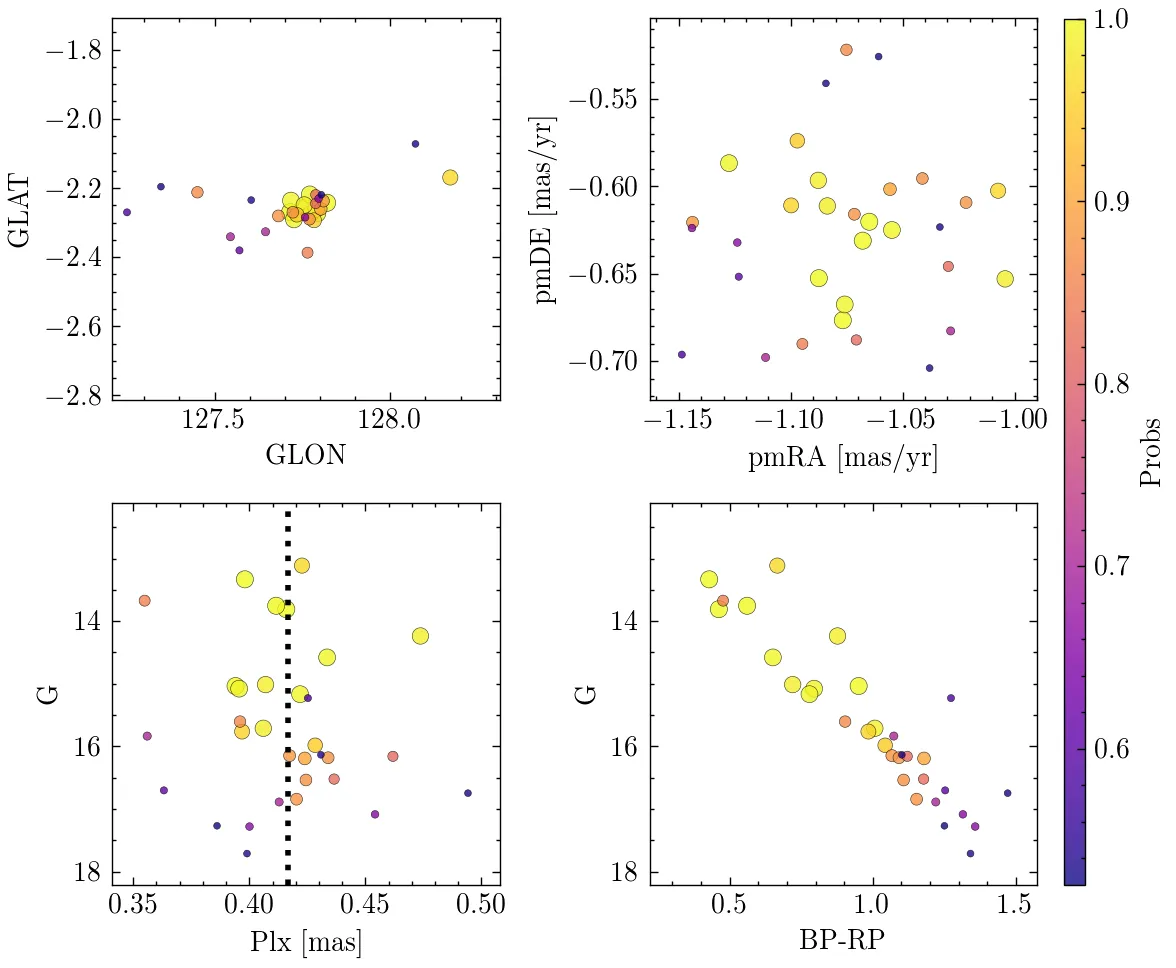 −1.8
−2.0
−2.2
−2.4
−2.6
−2.8
GLAT
127.5 128.0
GLON
−0.55
−0.60
−0.65
−0.70
pmDE [mas/yr]
−1.15 −1.10 −1.05 −1.00
pmRA [mas/yr]
14
16
18
G
0.35 0.40 0.45 0.50
Plx [mas]
14
16
18
G
0.5 1.0 1.5
BP-RP
1.0
0.9
0.8
0.7
0.6
Probs